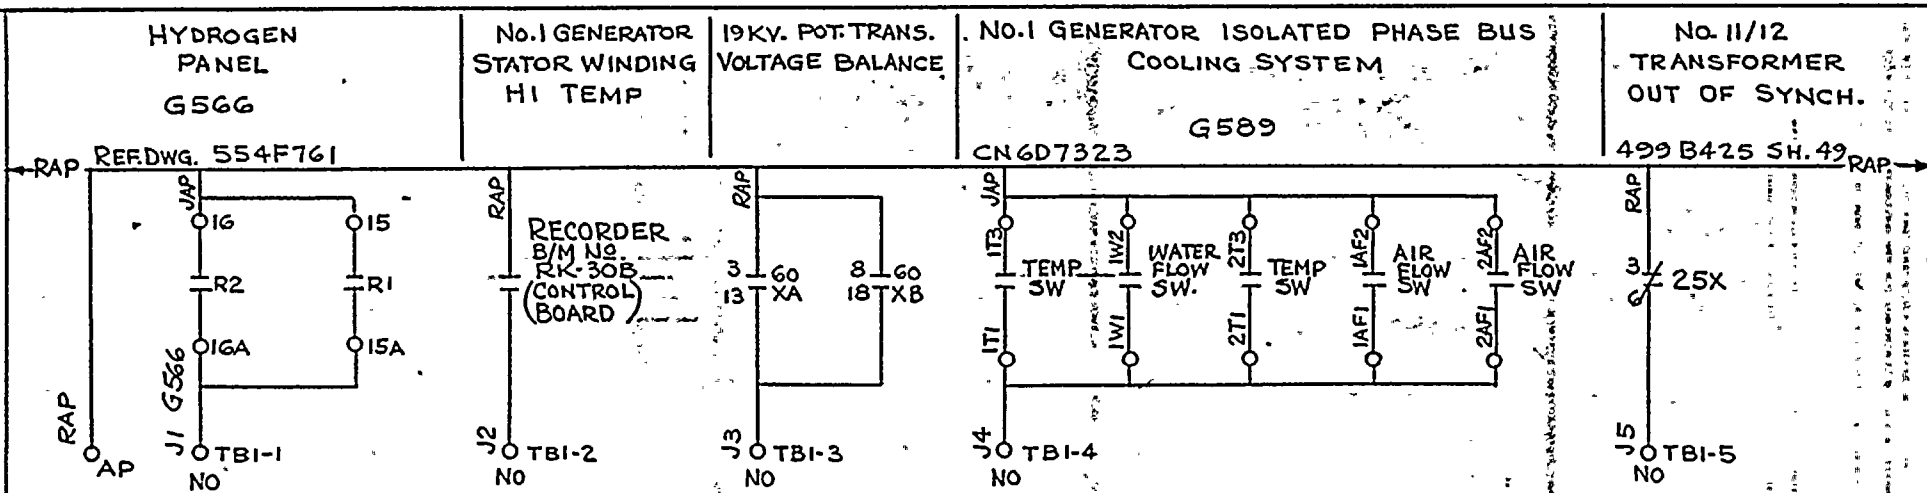 HYDROGEN
PANEL
G566
REF.DWG. 554F761
No.1 GENERATOR
STATOR WINDING
HI TEMP
19KV. POT. TRANS.
VOLTAGE BALANCE
NO.1 GENERATOR ISOLATED PHASE BUS
COOLING SYSTEM
G589
CN6D7323
No. 11/12
TRANSFORMER
OUT OF SYNCH.
499 B425 SH. 49
RAP
RAP
RAP
AP
JAP
16
15
R2
R1
16A
15A
J1 G566
TB1-1
NO
RAP
RECORDER
B/M No.
RK-30B
(CONTROL)
(BOARD)
J2
TB1-2
NO
RAP
3 60
13 XA
8 60
18 XB
J3
TB1-3
NO
JAP
1T3
TEMP
SW
1T1
1W2
WATER
FLOW
SW.
1W1
2T3
TEMP
SW
2T1
1AF2
AIR
FLOW
SW
1AF1
2AF2
AIR
FLOW
SW
2AF1
J4
TB1-4
NO
RAP
3
6
25X
J5
TB1-5
NO